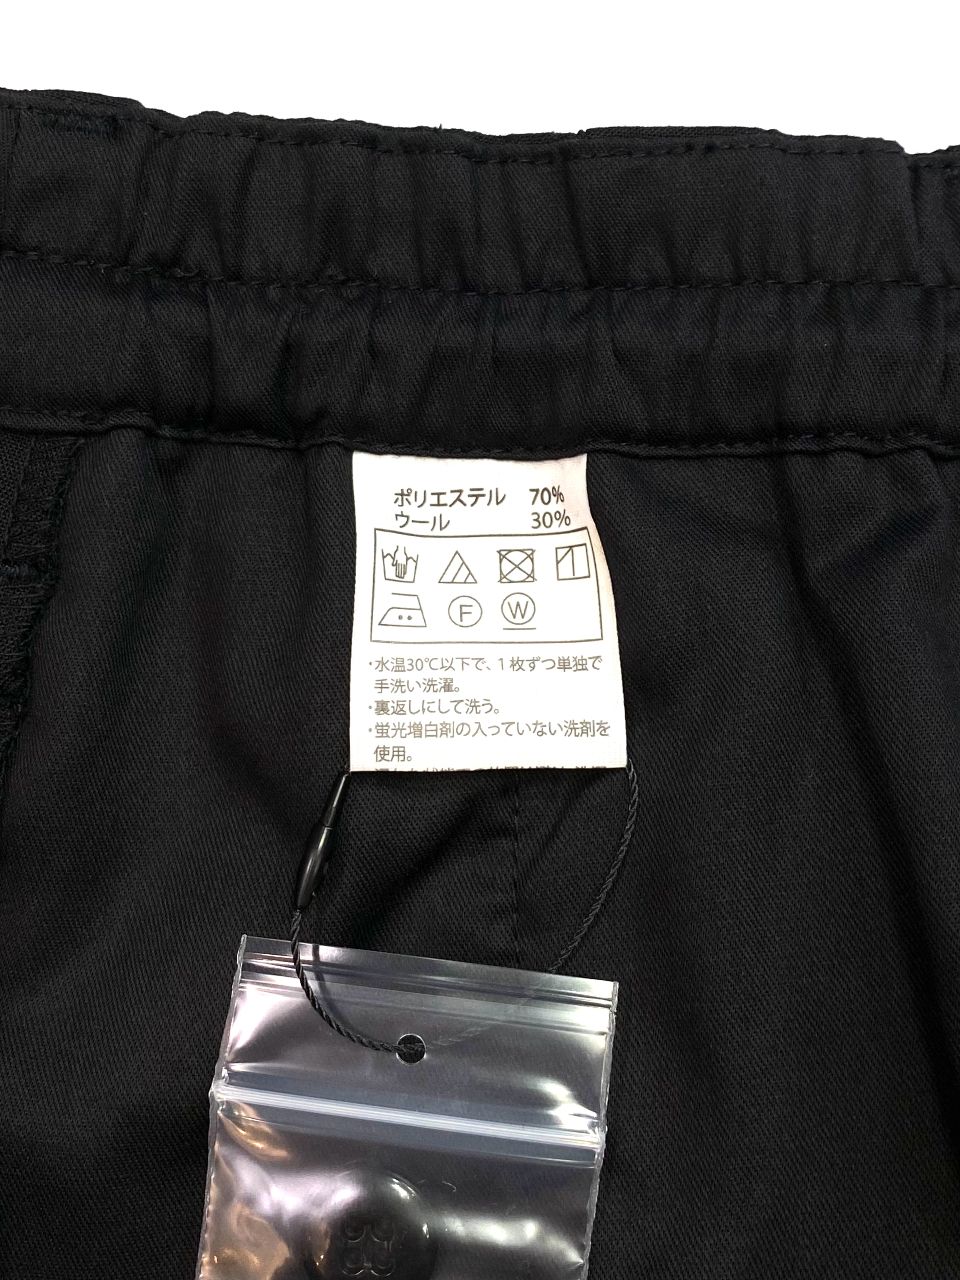 ポリエステル 70%
ウール 30%
F W
・水温30℃以下で、1枚ずつ単独で
手洗い洗濯。
・裏返しにして洗う。
・蛍光増白剤の入っていない洗剤を
使用。